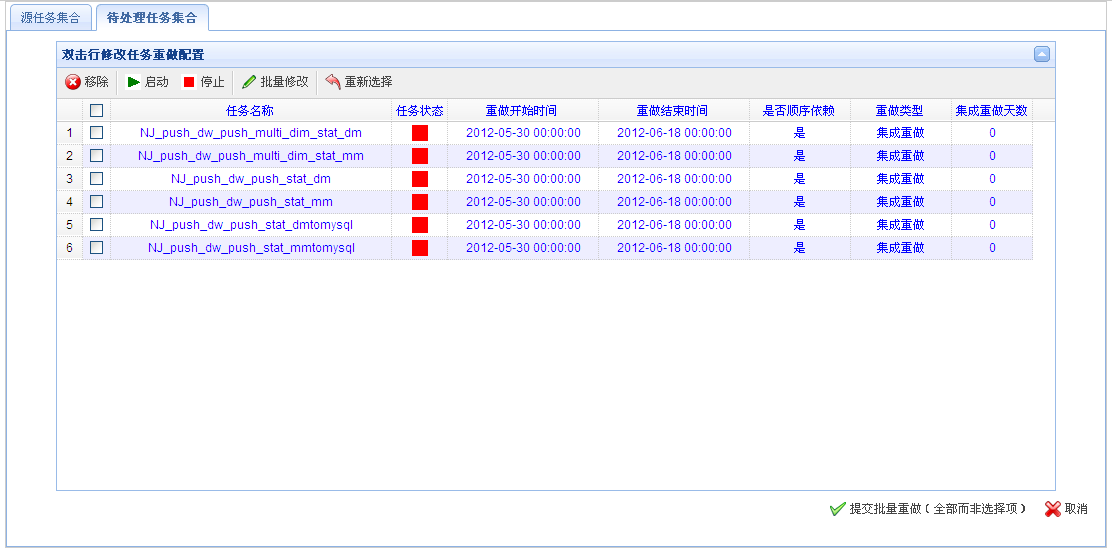 源任务集合 待处理任务集合
双击行修改任务重做配置
移除 启动 停止 批量修改 重新选择
任务名称 任务状态 重做开始时间 重做结束时间 是否顺序依赖 重做类型 集成重做天数
1 NJ_push_dw_push_multi_dim_stat_dm 2012-05-30 00:00:00 2012-06-18 00:00:00 是 集成重做 0
2 NJ_push_dw_push_multi_dim_stat_mm 2012-05-30 00:00:00 2012-06-18 00:00:00 是 集成重做 0
3 NJ_push_dw_push_stat_dm 2012-05-30 00:00:00 2012-06-18 00:00:00 是 集成重做 0
4 NJ_push_dw_push_stat_mm 2012-05-30 00:00:00 2012-06-18 00:00:00 是 集成重做 0
5 NJ_push_dw_push_stat_dmtomysql 2012-05-30 00:00:00 2012-06-18 00:00:00 是 集成重做 0
6 NJ_push_dw_push_stat_mmtomysql 2012-05-30 00:00:00 2012-06-18 00:00:00 是 集成重做 0
提交批量重做（全部而非选择项） 取消